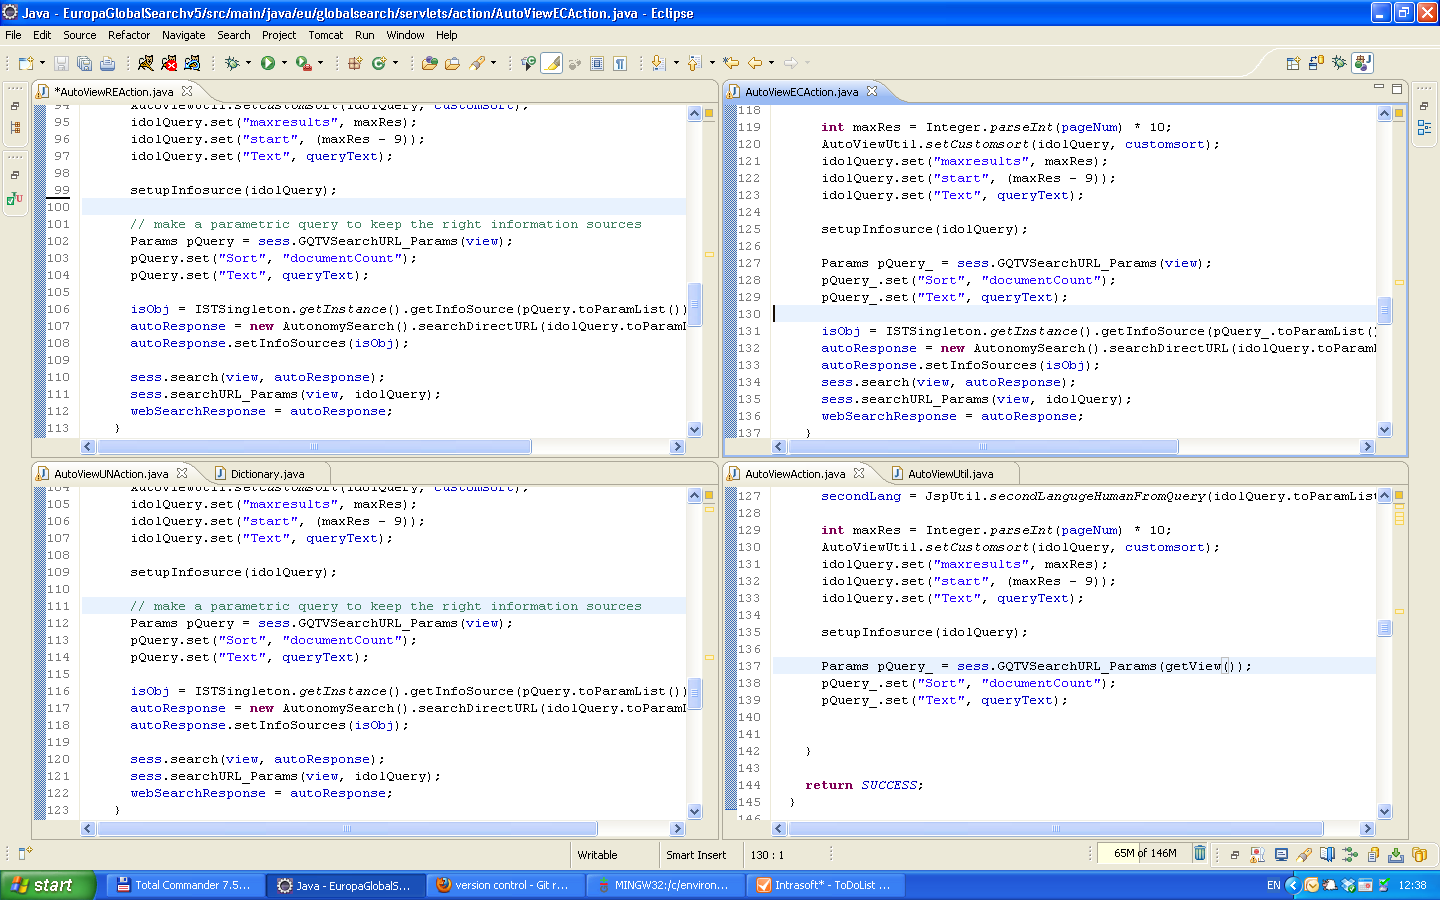 Java - EuropaGlobalSearchv5/src/main/java/eu/globalsearch/servlets/action/AutoViewECAction.java - Eclipse
File Edit Source Refactor Navigate Search Project Tomcat Run Window Help
*AutoViewREAction.java
94 AutoViewUtil.setCustomsort(idolQuery, customsort);
95 idolQuery.set("maxresults", maxRes);
96 idolQuery.set("start", (maxRes - 9));
97 idolQuery.set("Text", queryText);
98
99 setupInfosurce(idolQuery);
100
101 // make a parametric query to keep the right information sources
102 Params pQuery = sess.GQTVSearchURL_Params(view);
103 pQuery.set("Sort", "documentCount");
104 pQuery.set("Text", queryText);
105
106 isObj = ISTSingleton.getInstance().getInfoSource(pQuery.toParamList())
107 autoResponse = new AutonomySearch().searchDirectURL(idolQuery.toParamL
108 autoResponse.setInfoSources(isObj);
109
110 sess.search(view, autoResponse);
111 sess.searchURL_Params(view, idolQuery);
112 webSearchResponse = autoResponse;
113 }
AutoViewECAction.java
118
119 int maxRes = Integer.parseInt(pageNum) * 10;
120 AutoViewUtil.setCustomsort(idolQuery, customsort);
121 idolQuery.set("maxresults", maxRes);
122 idolQuery.set("start", (maxRes - 9));
123 idolQuery.set("Text", queryText);
124
125 setupInfosurce(idolQuery);
126
127 Params pQuery_ = sess.GQTVSearchURL_Params(view);
128 pQuery_.set("Sort", "documentCount");
129 pQuery_.set("Text", queryText);
130
131 isObj = ISTSingleton.getInstance().getInfoSource(pQuery_.toParamList()
132 autoResponse = new AutonomySearch().searchDirectURL(idolQuery.toParamL
133 autoResponse.setInfoSources(isObj);
134 sess.search(view, autoResponse);
135 sess.searchURL_Params(view, idolQuery);
136 webSearchResponse = autoResponse;
137 }
AutoViewUNAction.java Dictionary.java
104 AutoViewUtil.setCustomsort(idolQuery, customsort);
105 idolQuery.set("maxresults", maxRes);
106 idolQuery.set("start", (maxRes - 9));
107 idolQuery.set("Text", queryText);
108
109 setupInfosurce(idolQuery);
110
111 // make a parametric query to keep the right information sources
112 Params pQuery = sess.GQTVSearchURL_Params(view);
113 pQuery.set("Sort", "documentCount");
114 pQuery.set("Text", queryText);
115
116 isObj = ISTSingleton.getInstance().getInfoSource(pQuery.toParamList())
117 autoResponse = new AutonomySearch().searchDirectURL(idolQuery.toParamL
118 autoResponse.setInfoSources(isObj);
119
120 sess.search(view, autoResponse);
121 sess.searchURL_Params(view, idolQuery);
122 webSearchResponse = autoResponse;
123 }
AutoViewAction.java AutoViewUtil.java
127 secondLang = JspUtil.secondLangugeHumanFromQuery(idolQuery.toParamList
128
129 int maxRes = Integer.parseInt(pageNum) * 10;
130 AutoViewUtil.setCustomsort(idolQuery, customsort);
131 idolQuery.set("maxresults", maxRes);
132 idolQuery.set("start", (maxRes - 9));
133 idolQuery.set("Text", queryText);
134
135 setupInfosurce(idolQuery);
136
137 Params pQuery_ = sess.GQTVSearchURL_Params(getView());
138 pQuery_.set("Sort", "documentCount");
139 pQuery_.set("Text", queryText);
140
141
142 }
143
144 return SUCCESS;
145 }
146
Writable Smart Insert 130 : 1 65M of 146M
start Total Commander 7.5... Java - EuropaGlobalS... version control - Git r... MINGW32:/c/environ... Intrasoft* - ToDoList ... EN 12:38